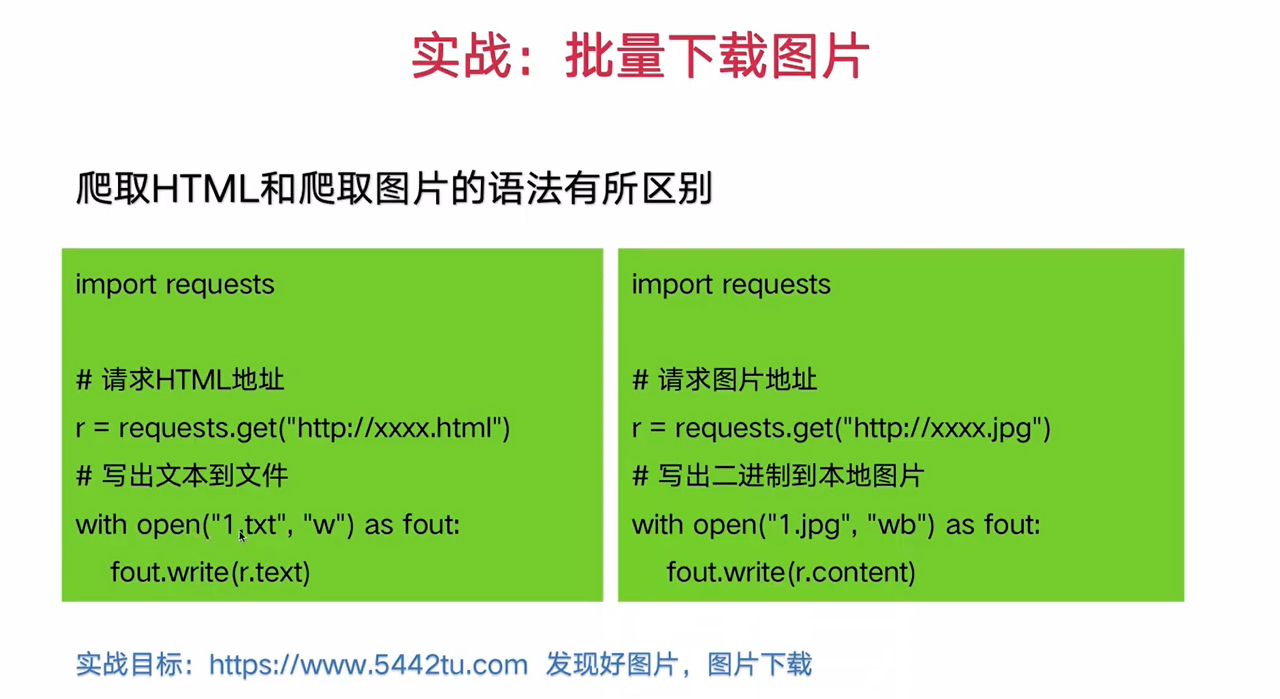 实战：批量下载图片
爬取HTML和爬取图片的语法有所区别
import requests
# 请求HTML地址
r = requests.get("http://xxxx.html")
# 写出文本到文件
with open("1.txt", "w") as fout:
    fout.write(r.text)
import requests
# 请求图片地址
r = requests.get("http://xxxx.jpg")
# 写出二进制到本地图片
with open("1.jpg", "wb") as fout:
    fout.write(r.content)
实战目标：https://www.5442tu.com 发现好图片，图片下载